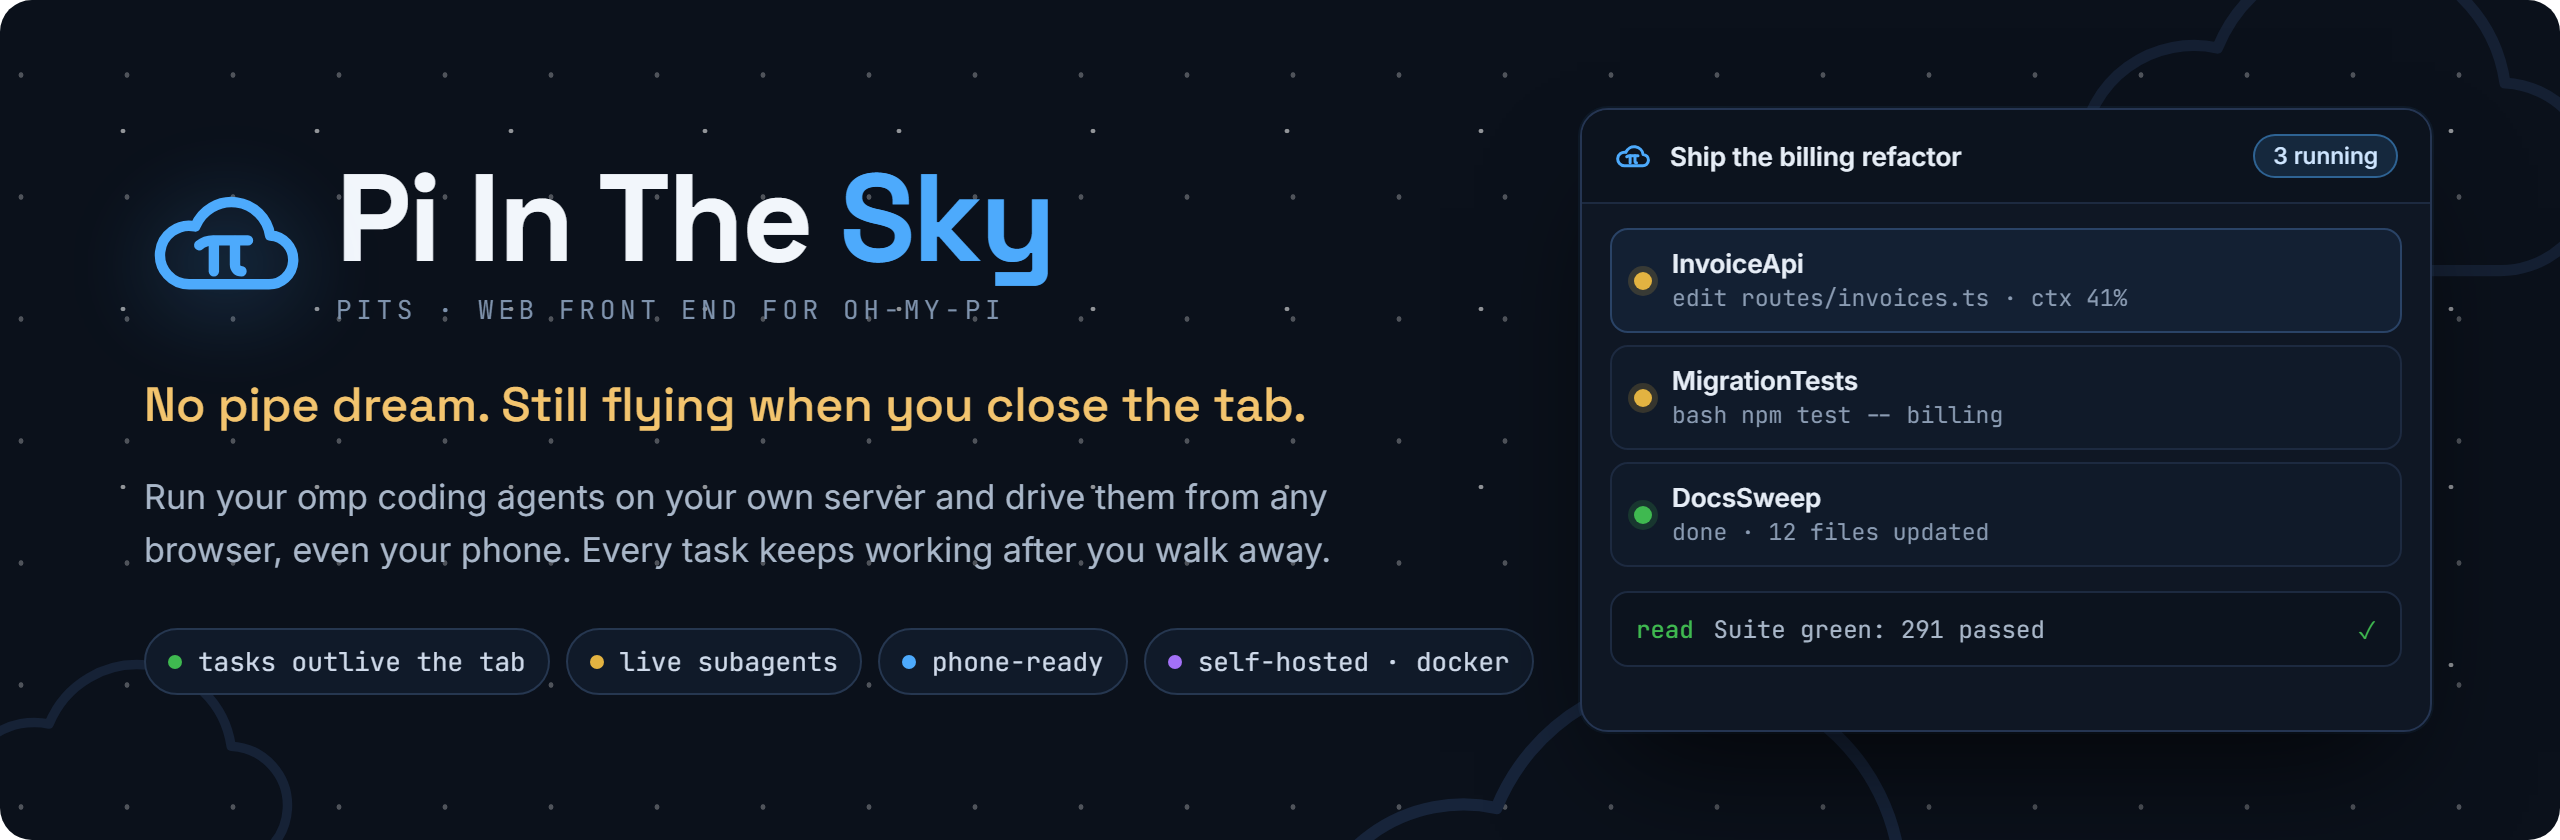 π
Pi In The Sky
PITS · WEB FRONT END FOR OH-MY-PI
No pipe dream. Still flying when you close the tab.
Run your omp coding agents on your own server and drive them from any
browser, even your phone. Every task keeps working after you walk away.
tasks outlive the tab
live subagents
phone-ready
self-hosted · docker
π
Ship the billing refactor
3 running
InvoiceApi
edit routes/invoices.ts · ctx 41%
MigrationTests
bash npm test -- billing
DocsSweep
done · 12 files updated
read Suite green: 291 passed ✓